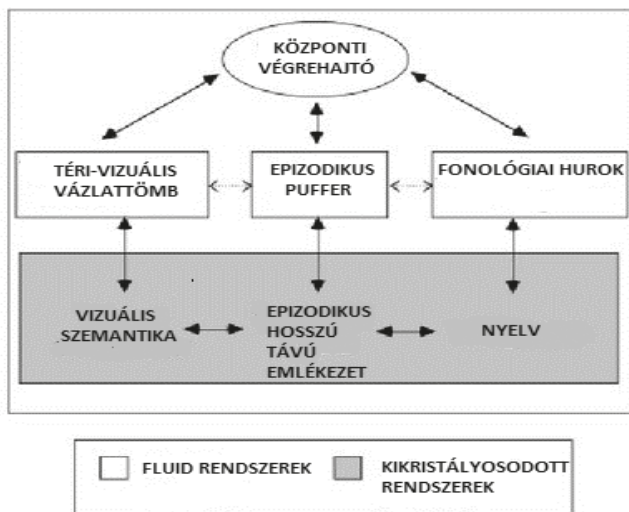 KÖZPONTI
VÉGREHAJTÓ
TÉRI-VIZUÁLIS
VÁZLATTÖMB
EPIZODIKUS
PUFFER
FONOLÓGIAI HUROK
VIZUÁLIS
SZEMANTIKA
EPIZODIKUS
HOSSZÚ
TÁVÚ
EMLÉKEZET
NYELV
FLUID RENDSZEREK
KIKRISTÁLYOSODOTT
RENDSZEREK